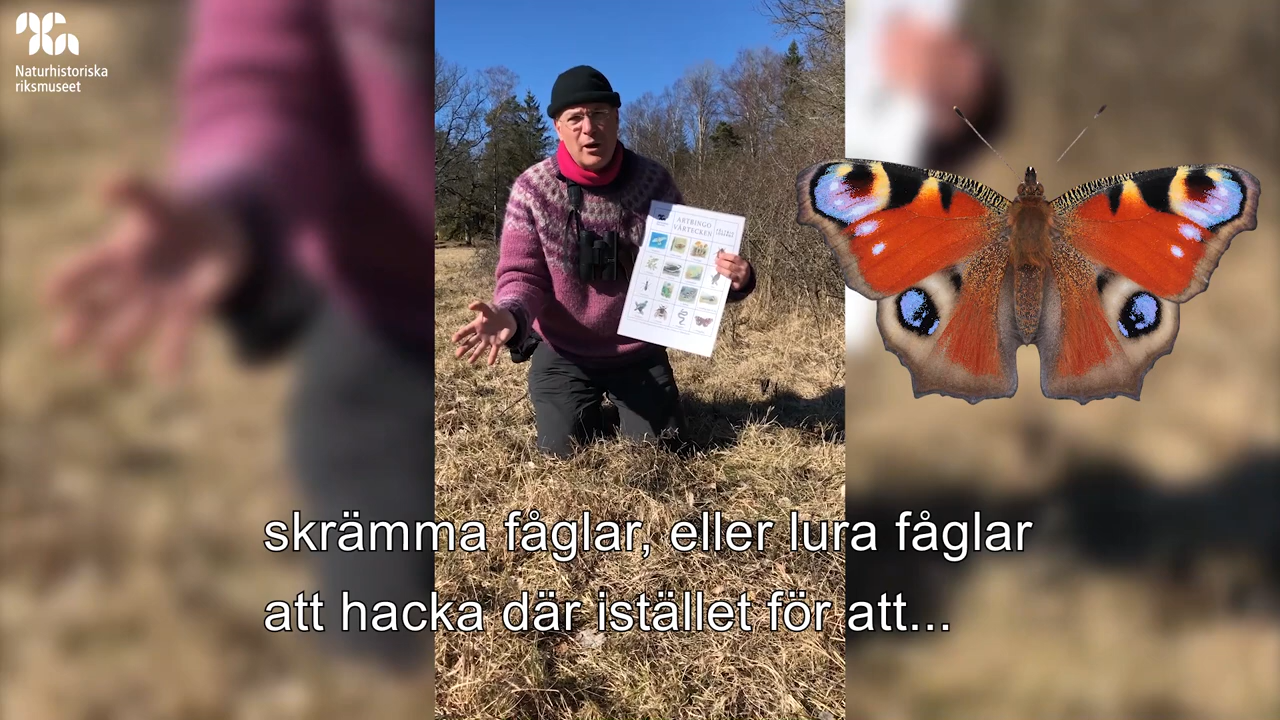 Naturhistoriska
riksmuseet
ARTBINGO
VÅRTECKEN
skrämma fåglar, eller lura fåglar
att hacka där istället för att...